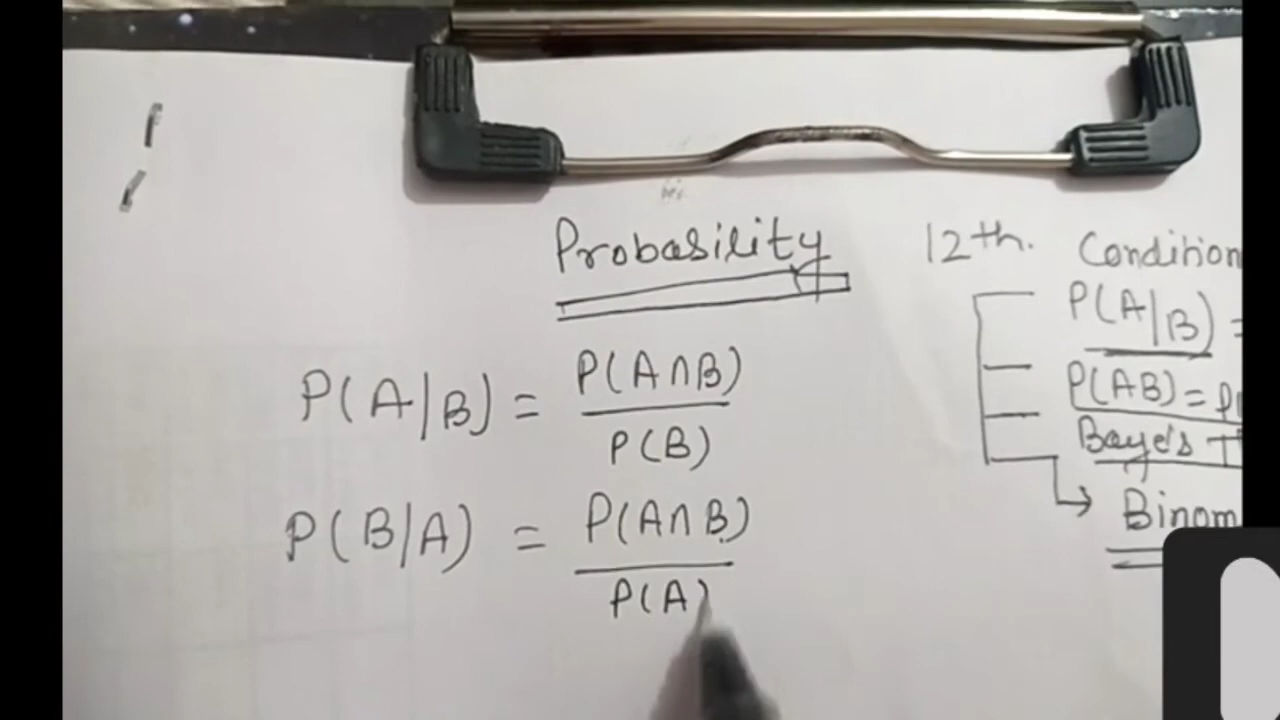 Probability
P(A/B) = P(A∩B)
P(B)
P(B/A) = P(A∩B)
P(A)
12th. Condition
P(A/B) =
P(AB) = P(
Baye's T
Binom